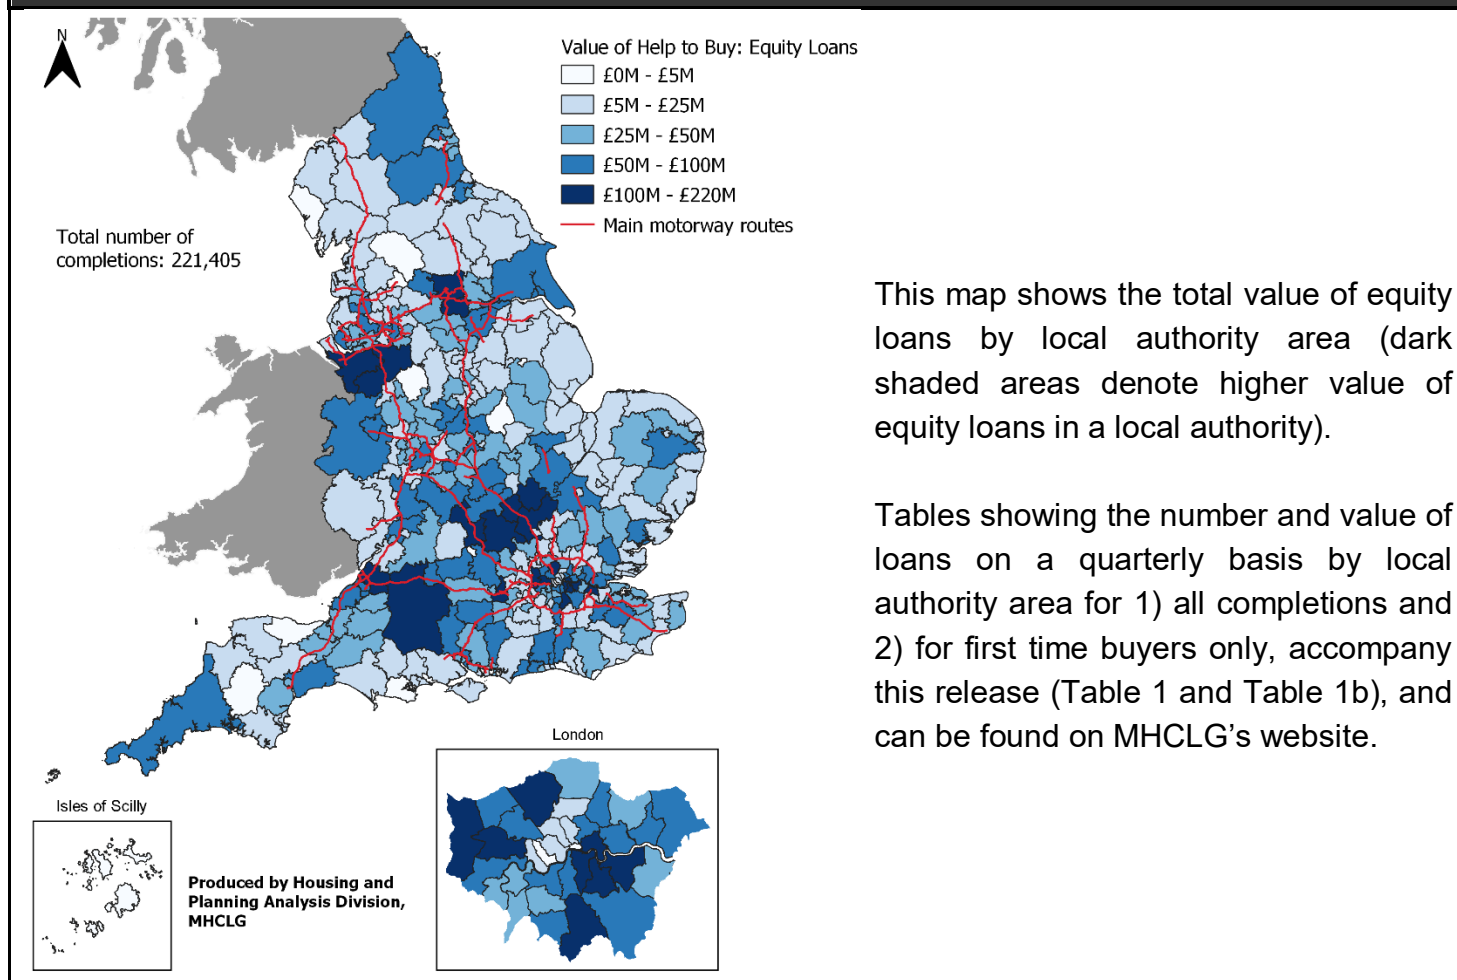 N
Value of Help to Buy: Equity Loans
£0M - £5M
£5M - £25M
£25M - £50M
£50M - £100M
£100M - £220M
Main motorway routes
Total number of
completions: 221,405
This map shows the total value of equity
loans by local authority area (dark
shaded areas denote higher value of
equity loans in a local authority).
Tables showing the number and value of
loans on a quarterly basis by local
authority area for 1) all completions and
2) for first time buyers only, accompany
this release (Table 1 and Table 1b), and
can be found on MHCLG’s website.
London
Isles of Scilly
Produced by Housing and
Planning Analysis Division,
MHCLG